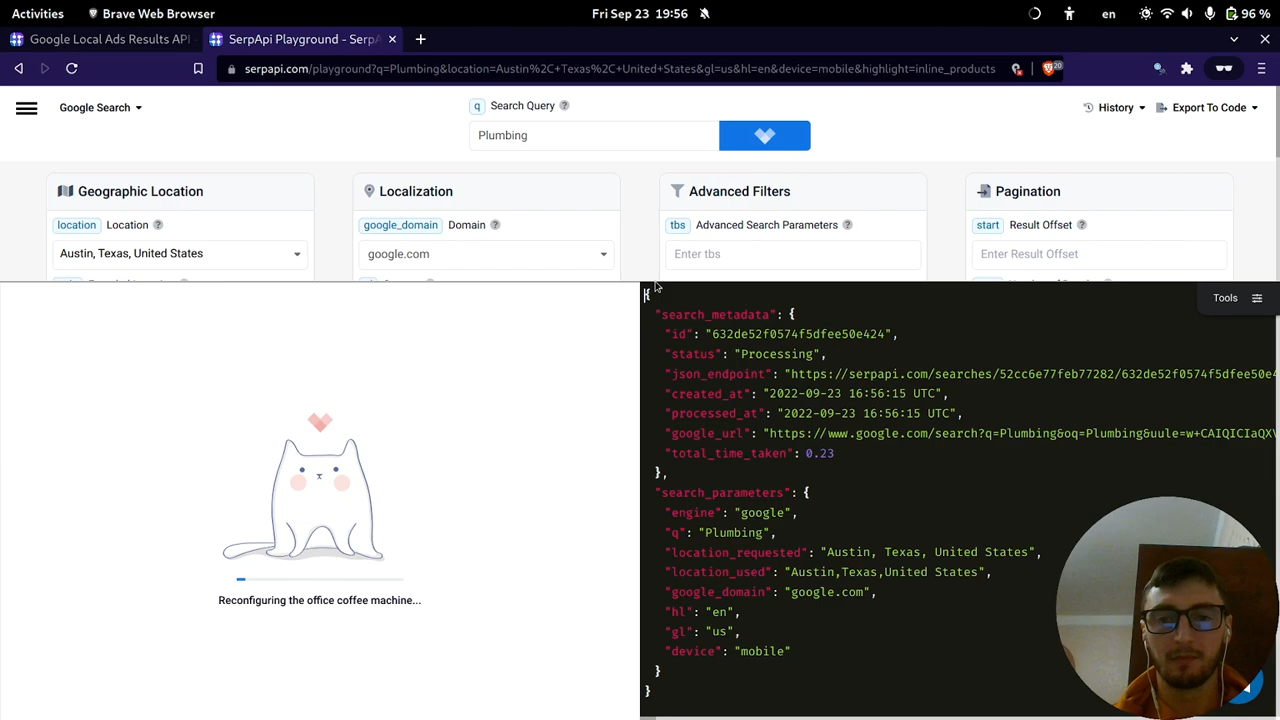 Activities
Brave Web Browser
Fri Sep 23 19:56
en
96 %
Google Local Ads Results API
SerpApi Playground - SerpA
serpapi.com/playground?q=Plumbing&location=Austin%2C+Texas%2C+United+States&gl=us&hl=en&device=mobile&highlight=inline_products
20
Google Search
q Search Query ?
Plumbing
History
Export To Code
Geographic Location
Localization
Advanced Filters
Pagination
location Location ?
google_domain Domain ?
tbs Advanced Search Parameters ?
start Result Offset ?
Austin, Texas, United States
google.com
Enter tbs
Enter Result Offset
Tools
{
"search_metadata": {
"id": "632de52f0574f5dfee50e424",
"status": "Processing",
"json_endpoint": "https://serpapi.com/searches/52cc6e77feb77282/632de52f0574f5dfee50e4
"created_at": "2022-09-23 16:56:15 UTC",
"processed_at": "2022-09-23 16:56:15 UTC",
"google_url": "https://www.google.com/search?q=Plumbing&oq=Plumbing&uule=w+CAIQICIaQX
"total_time_taken": 0.23
},
"search_parameters": {
"engine": "google",
"q": "Plumbing",
"location_requested": "Austin, Texas, United States",
"location_used": "Austin,Texas,United States",
"google_domain": "google.com",
"hl": "en",
"gl": "us",
"device": "mobile"
}
}
Reconfiguring the office coffee machine...